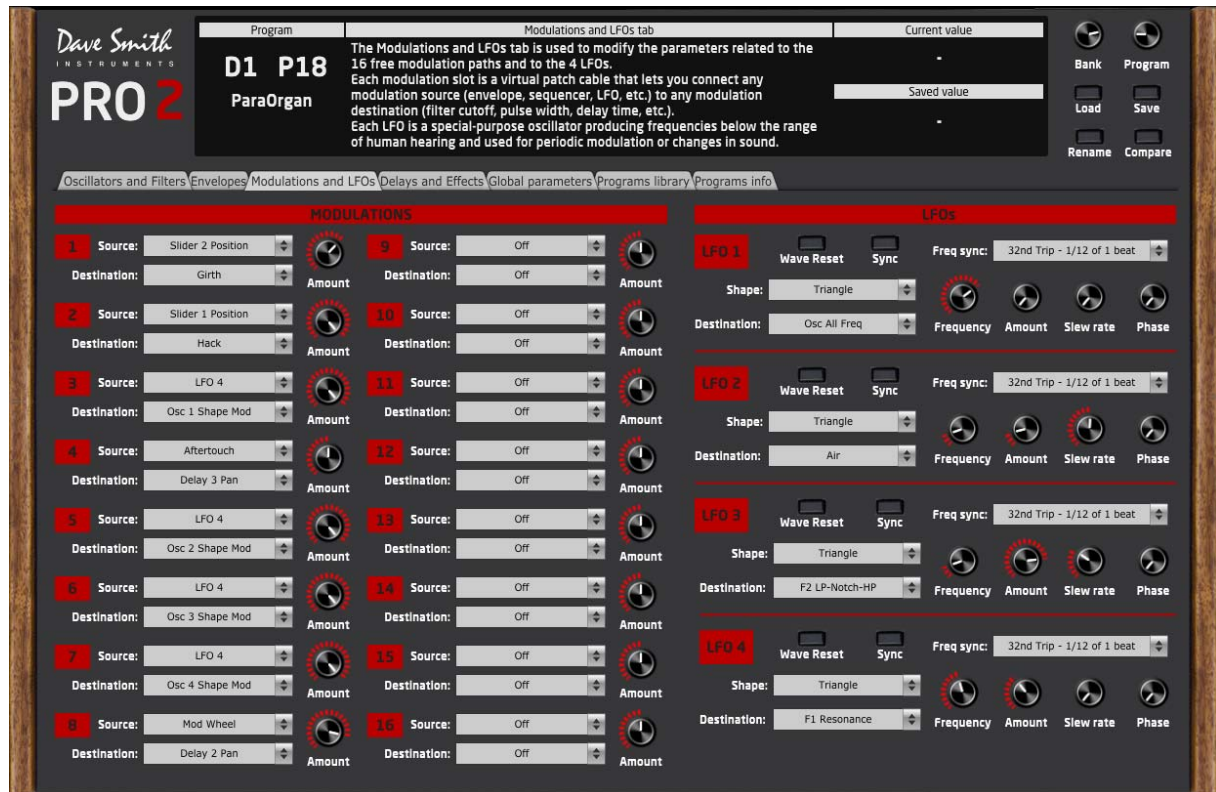 Dave Smith
INSTRUMENTS
PRO 2
Program
D1 P18
ParaOrgan
Modulations and LFOs tab
The Modulations and LFOs tab is used to modify the parameters related to the
16 free modulation paths and to the 4 LFOs.
Each modulation slot is a virtual patch cable that lets you connect any
modulation source (envelope, sequencer, LFO, etc.) to any modulation
destination (filter cutoff, pulse width, delay time, etc.).
Each LFO is a special-purpose oscillator producing frequencies below the range
of human hearing and used for periodic modulation or changes in sound.
Current value
-
Saved value
-
Bank Program
Load Save
Rename Compare
Oscillators and Filters Envelopes Modulations and LFOs Delays and Effects Global parameters Programs library Programs info
MODULATIONS
1 Source: Slider 2 Position
Destination: Girth Amount
2 Source: Slider 1 Position
Destination: Hack Amount
3 Source: LFO 4
Destination: Osc 1 Shape Mod Amount
4 Source: Aftertouch
Destination: Delay 3 Pan Amount
5 Source: LFO 4
Destination: Osc 2 Shape Mod Amount
6 Source: LFO 4
Destination: Osc 3 Shape Mod Amount
7 Source: LFO 4
Destination: Osc 4 Shape Mod Amount
8 Source: Mod Wheel
Destination: Delay 2 Pan Amount
9 Source: Off
Destination: Off Amount
10 Source: Off
Destination: Off Amount
11 Source: Off
Destination: Off Amount
12 Source: Off
Destination: Off Amount
13 Source: Off
Destination: Off Amount
14 Source: Off
Destination: Off Amount
15 Source: Off
Destination: Off Amount
16 Source: Off
Destination: Off Amount
LFOs
LFO 1 Wave Reset Sync Freq sync: 32nd Trip - 1/12 of 1 beat
Shape: Triangle
Destination: Osc All Freq Frequency Amount Slew rate Phase
LFO 2 Wave Reset Sync Freq sync: 32nd Trip - 1/12 of 1 beat
Shape: Triangle
Destination: Air Frequency Amount Slew rate Phase
LFO 3 Wave Reset Sync Freq sync: 32nd Trip - 1/12 of 1 beat
Shape: Triangle
Destination: F2 LP-Notch-HP Frequency Amount Slew rate Phase
LFO 4 Wave Reset Sync Freq sync: 32nd Trip - 1/12 of 1 beat
Shape: Triangle
Destination: F1 Resonance Frequency Amount Slew rate Phase